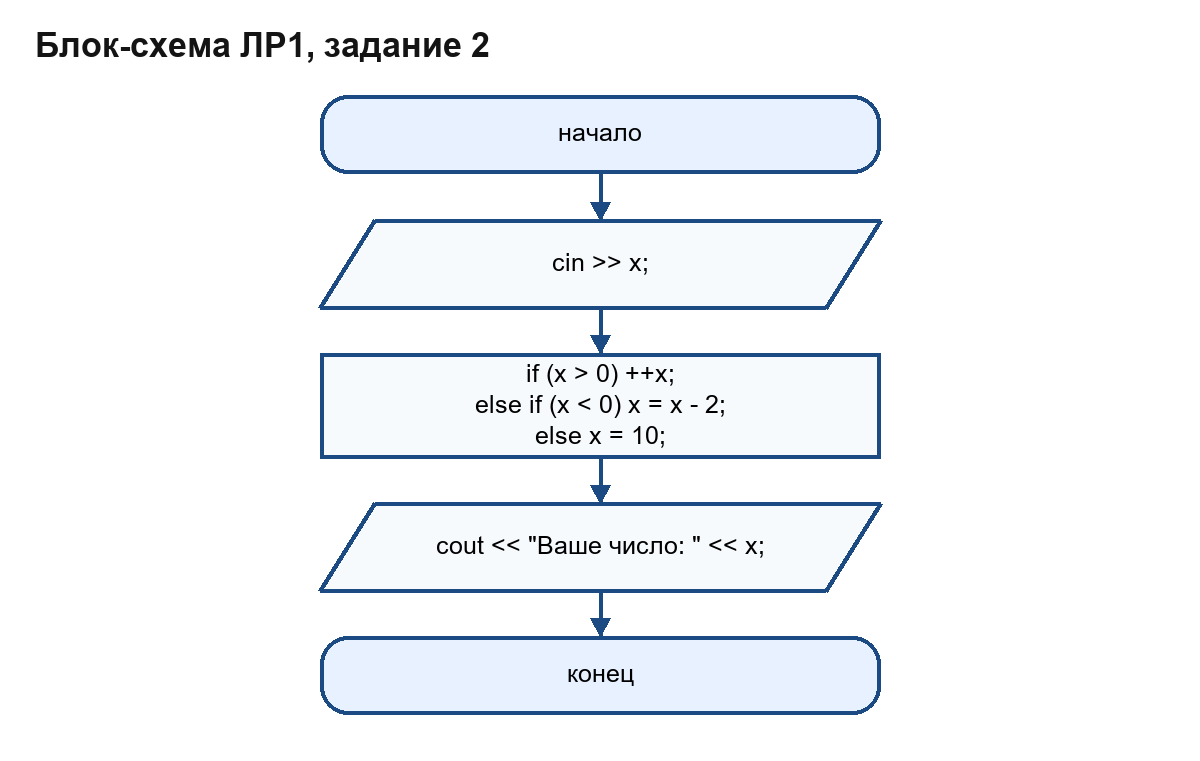 Блок-схема ЛР1, задание 2
начало
cin >> x;
if (x > 0) ++x;
else if (x < 0) x = x - 2;
else x = 10;
cout << "Ваше число: " << x;
конец